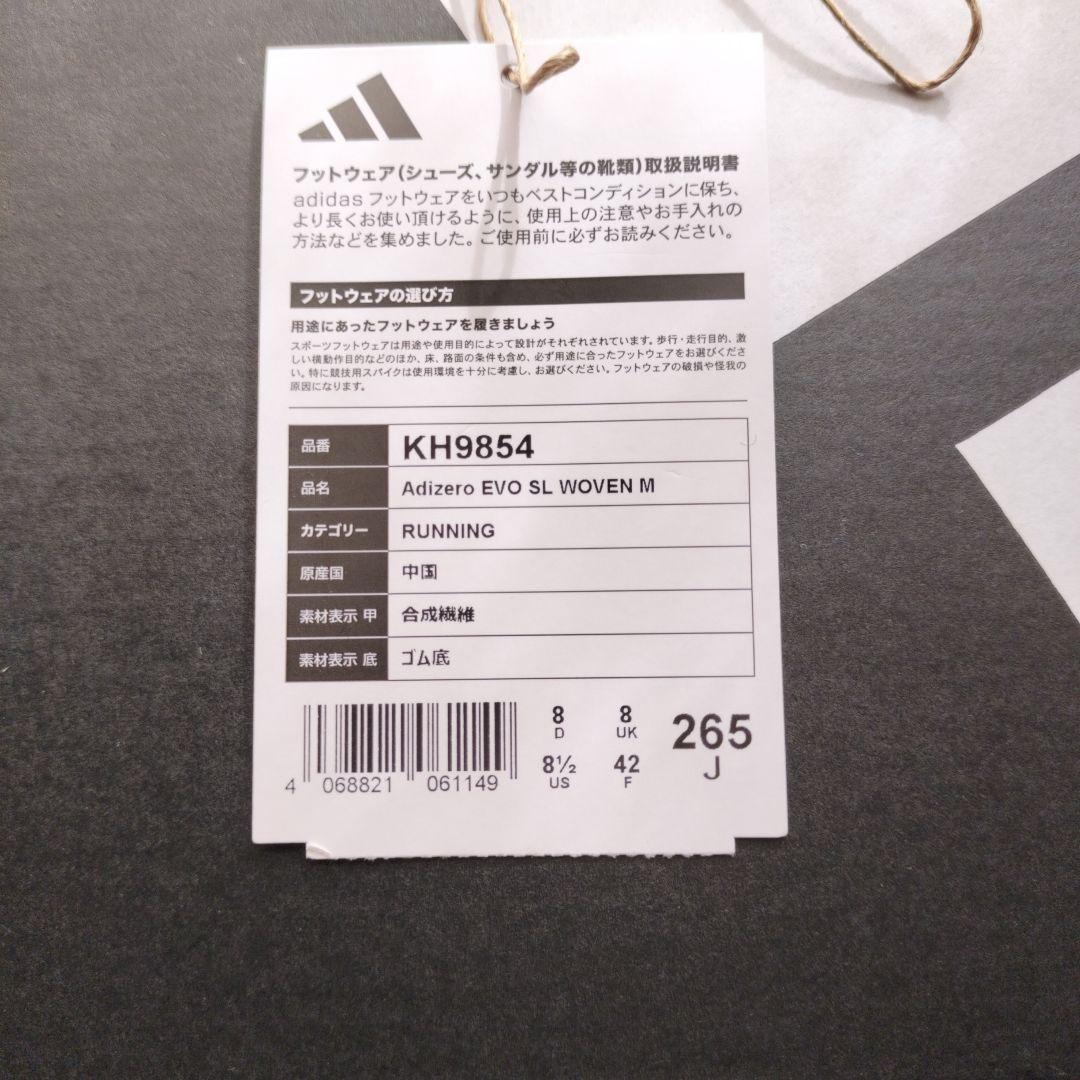 フットウェア(シューズ、サンダル等の靴類)取扱説明書
adidas フットウェアをいつもベストコンディションに保ち、
より長くお使い頂けるように、使用上の注意やお手入れの
方法などを集めました。ご使用前に必ずお読みください。
フットウェアの選び方
用途にあったフットウェアを履きましょう
スポーツフットウェアは用途や使用目的によって設計がそれぞれされています。歩行・走行目的、激
しい横動作目的などのほか、床、路面の条件も含め、必ず用途に合ったフットウェアをお選びくださ
い。特に競技用スパイクは使用環境を十分に考慮し、お選びください。フットウェアの破損や怪我の
原因になります。
品番 KH9854
品名 Adizero EVO SL WOVEN M
カテゴリー RUNNING
原産国 中国
素材表示 甲 合成繊維
素材表示 底 ゴム底
8 8 265
D UK J
8½ 42
US F
4 068821 061149